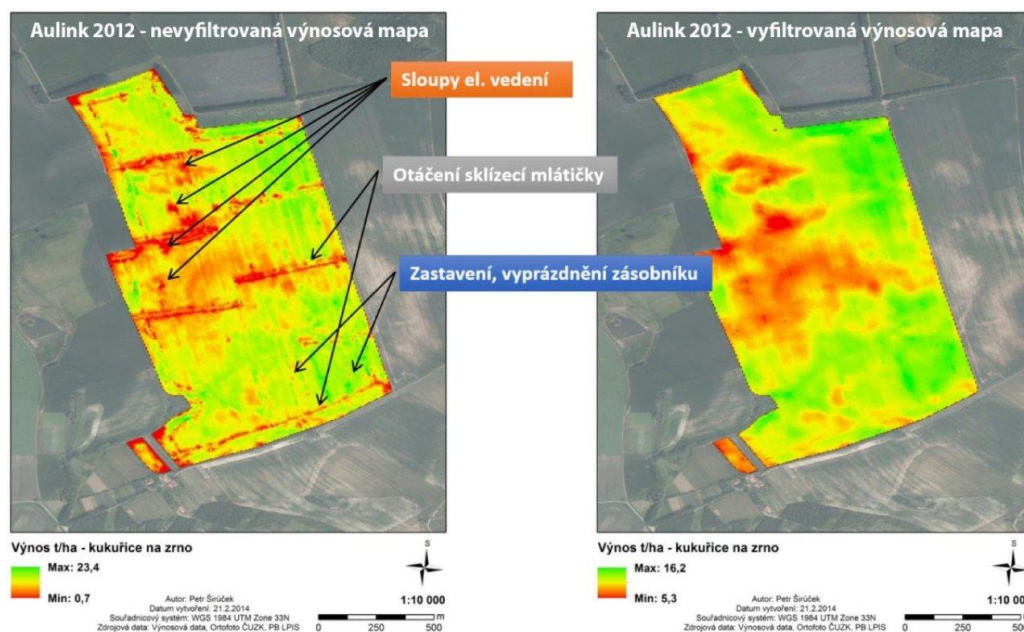 Aulink 2012 - nevyfiltrovaná výnosová mapa
Sloupy el. vedení
Otáčení sklízecí mlátičky
Zastavení, vyprázdnění zásobníku
Výnos t/ha - kukuřice na zrno
Max: 23,4
Min: 0,7
Autor: Petr Širůček
Datum vytvoření: 21.2.2014
Souřadnicový systém: WGS 1984 UTM Zone 33N
Zdrojová data: Výnosová data, Ortofoto ČUZK, PB LPIS
S
1:10 000
0 250 500 m
Aulink 2012 - vyfiltrovaná výnosová mapa
Výnos t/ha - kukuřice na zrno
Max: 16,2
Min: 5,3
Autor: Petr Širůček
Datum vytvoření: 21.2.2014
Souřadnicový systém: WGS 1984 UTM Zone 33N
Zdrojová data: Výnosová data, Ortofoto ČUZK, PB LPIS
S
1:10 000
0 250 500 m